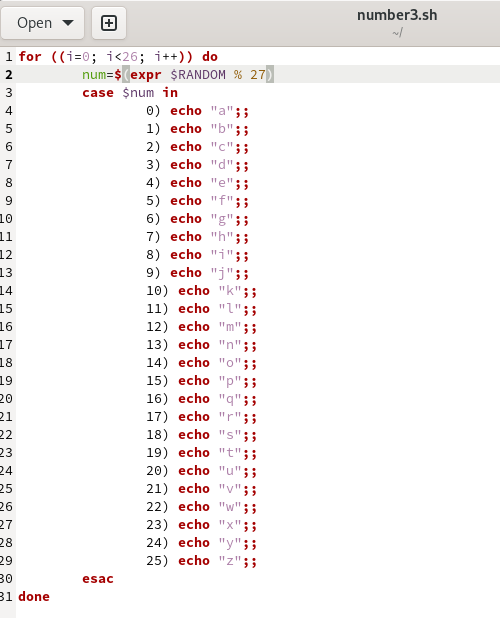 Open
number3.sh
~/
1 for ((i=0; i<26; i++)) do
2 num=$(expr $RANDOM % 27)
3 case $num in
4 0) echo "a";;
5 1) echo "b";;
6 2) echo "c";;
7 3) echo "d";;
8 4) echo "e";;
9 5) echo "f";;
10 6) echo "g";;
11 7) echo "h";;
12 8) echo "i";;
13 9) echo "j";;
14 10) echo "k";;
15 11) echo "l";;
16 12) echo "m";;
17 13) echo "n";;
18 14) echo "o";;
19 15) echo "p";;
20 16) echo "q";;
21 17) echo "r";;
22 18) echo "s";;
23 19) echo "t";;
24 20) echo "u";;
25 21) echo "v";;
26 22) echo "w";;
27 23) echo "x";;
28 24) echo "y";;
29 25) echo "z";;
30 esac
31 done